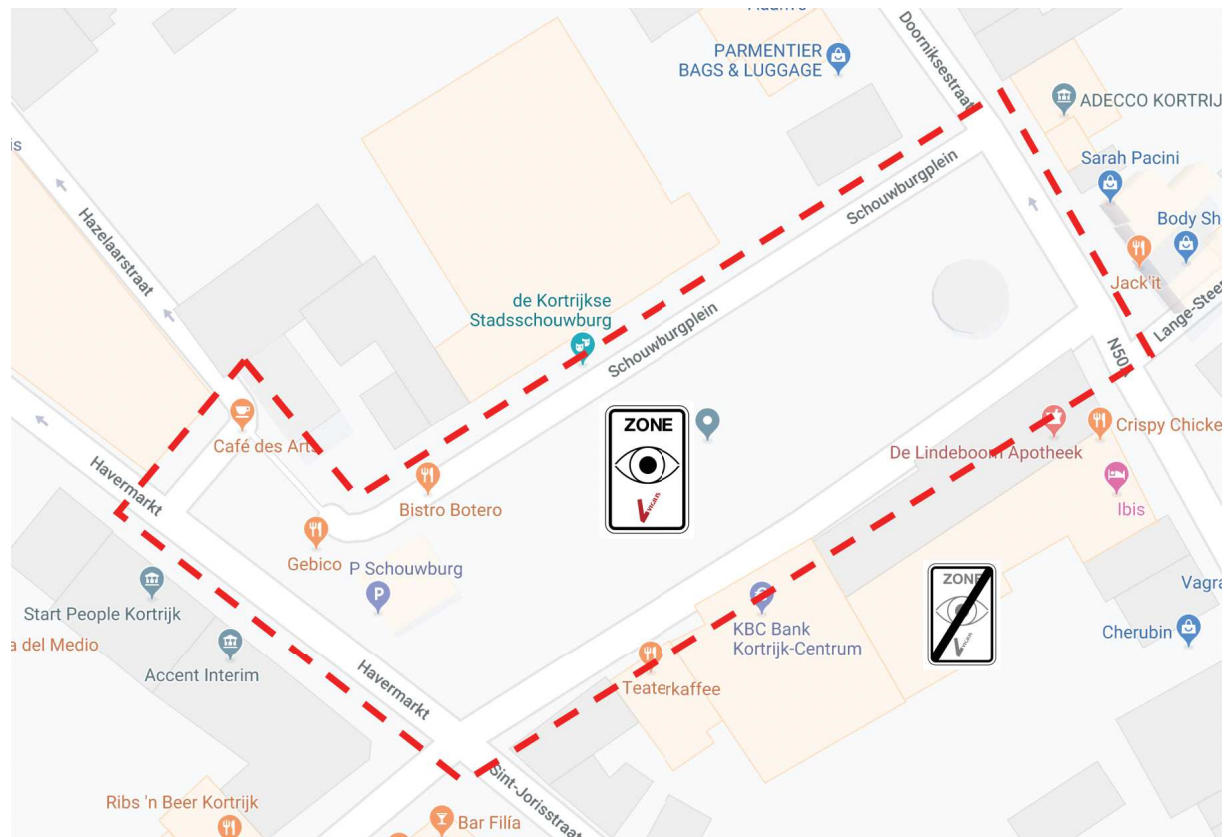 PARMENTIER
BAGS & LUGGAGE
Doorniksestraat
ADECCO KORTRIJ
is
Sarah Pacini
Schouwburgplein
Hazelaarstraat
Body Sh
Jack'it
de Kortrijkse
Stadsschouwburg
Schouwburgplein
Lange-Steen
N50
Café des Arts
ZONE
VIGILIS
Crispy Chicke
De Lindeboom Apotheek
Havermarkt
Bistro Botero
Ibis
Gebico
P Schouwburg
P
ZONE
Start People Kortrijk
Vagra
KBC Bank
Kortrijk-Centrum
Cherubin
a del Medio
Accent Interim
Havermarkt
Teaterkaffee
Sint-Jorisstraat
Ribs 'n Beer Kortrijk
Bar Filía